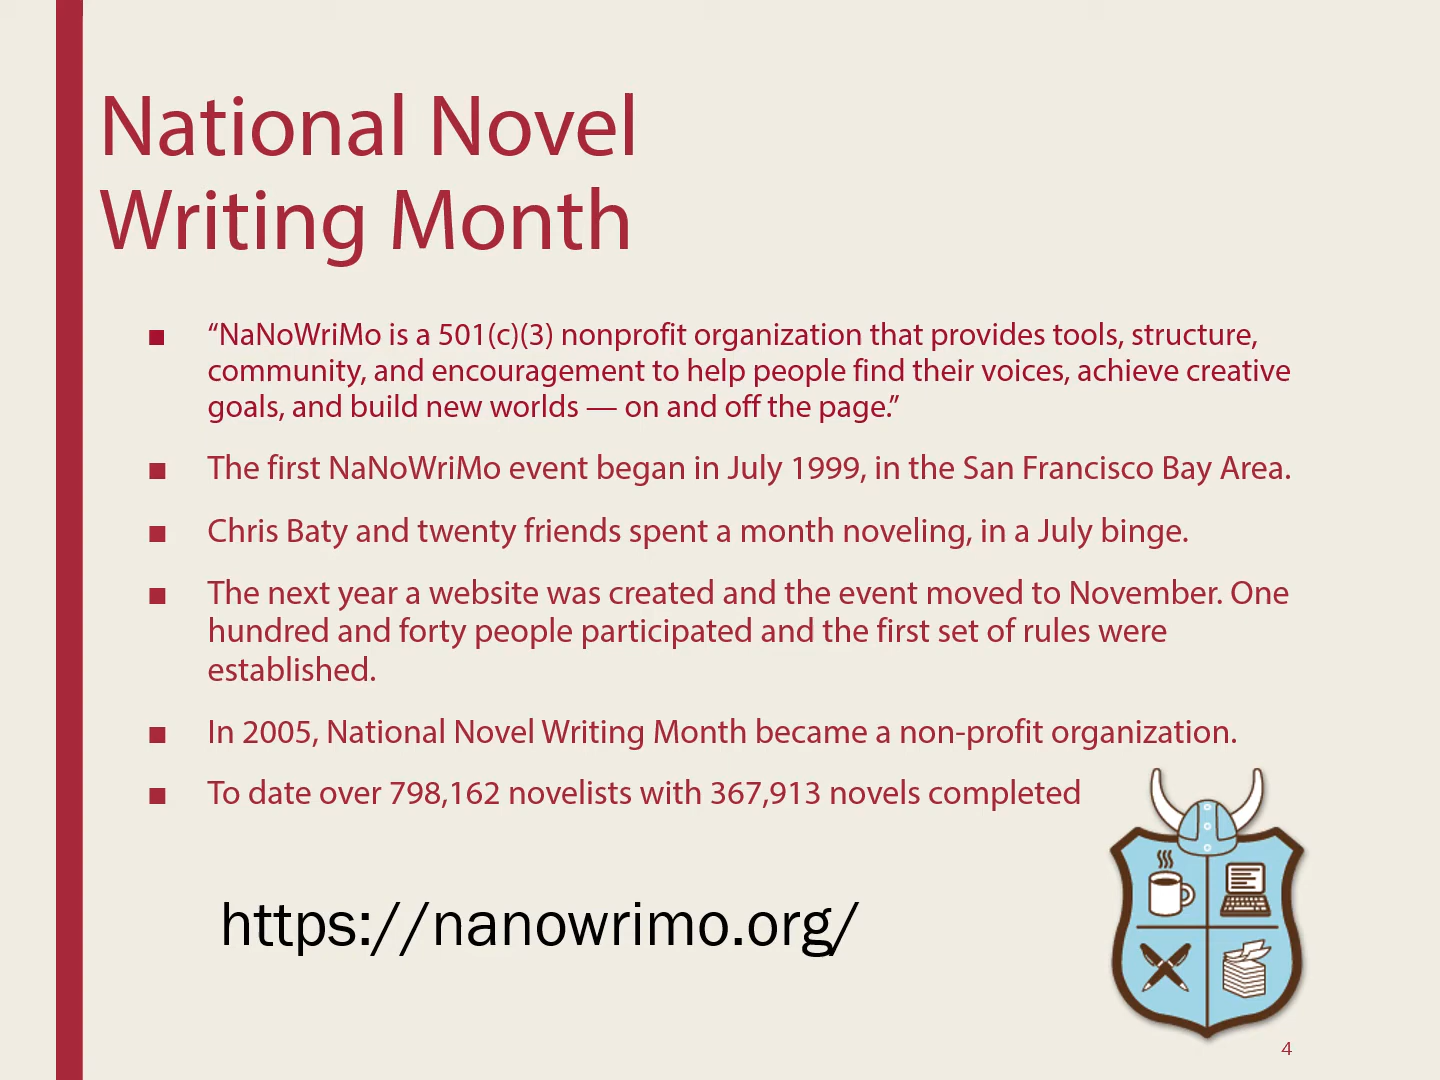 National Novel
Writing Month
■ “NaNoWriMo is a 501(c)(3) nonprofit organization that provides tools, structure,
community, and encouragement to help people find their voices, achieve creative
goals, and build new worlds — on and off the page.”
■ The first NaNoWriMo event began in July 1999, in the San Francisco Bay Area.
■ Chris Baty and twenty friends spent a month noveling, in a July binge.
■ The next year a website was created and the event moved to November. One
hundred and forty people participated and the first set of rules were
established.
■ In 2005, National Novel Writing Month became a non-profit organization.
■ To date over 798,162 novelists with 367,913 novels completed
https://nanowrimo.org/
4